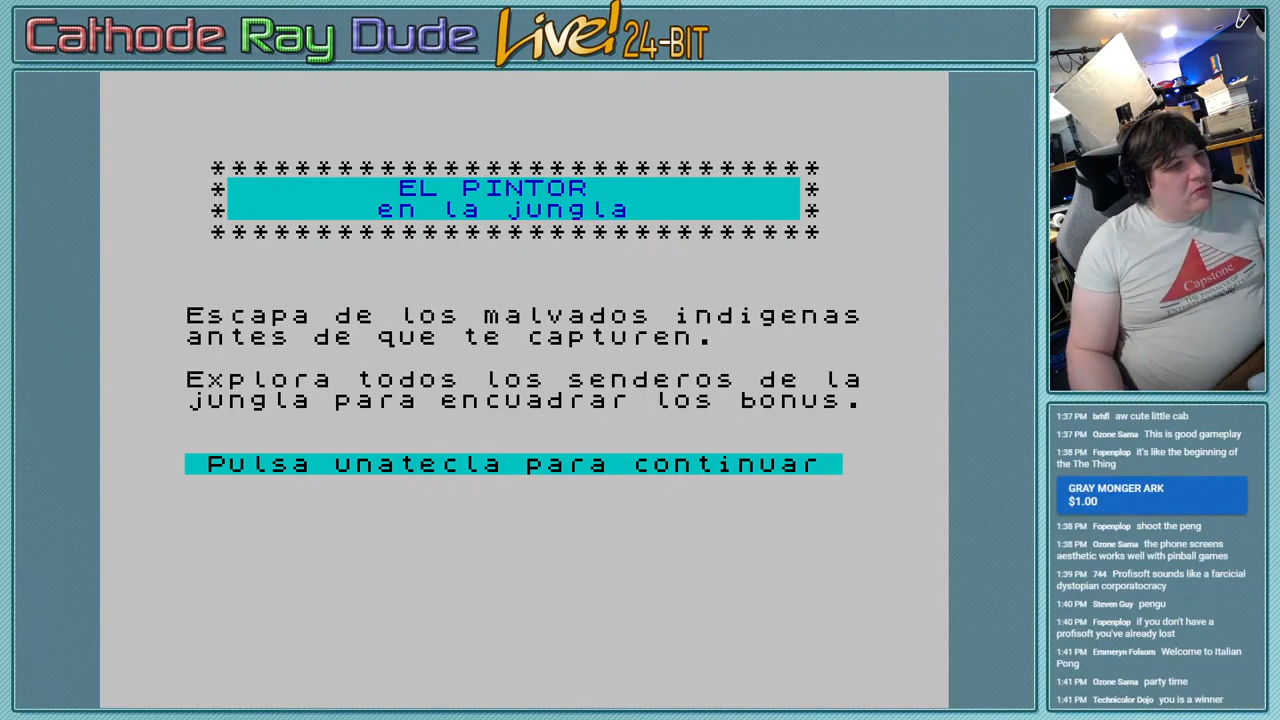 Cathode Ray Dude Live! 24-BIT
*****************************
* EL PINTOR *
* en la jungla *
*****************************
Escapa de los malvados indigenas
antes de que te capturen.
Explora todos los senderos de la
jungla para encuadrar los bonus.
Pulsa unatecla para continuar
Capstone
1:37 PM brhfl aw cute little cab
1:37 PM Ozone Sama This is good gameplay
1:38 PM Fopenplop it's like the beginning of
the The Thing
GRAY MONGER ARK
$1.00
1:38 PM Fopenplop shoot the peng
1:38 PM Ozone Sama the phone screens
aesthetic works well with pinball games
1:39 PM 744 Profisoft sounds like a farcicial
dystopian corporatocracy
1:40 PM Steven Guy pengu
1:40 PM Fopenplop if you don't have a
profisoft you've already lost
1:41 PM Emmeryn Folsom Welcome to Italian
Pong
1:41 PM Ozone Sama party time
1:41 PM Technicolor Dojo you is a winner